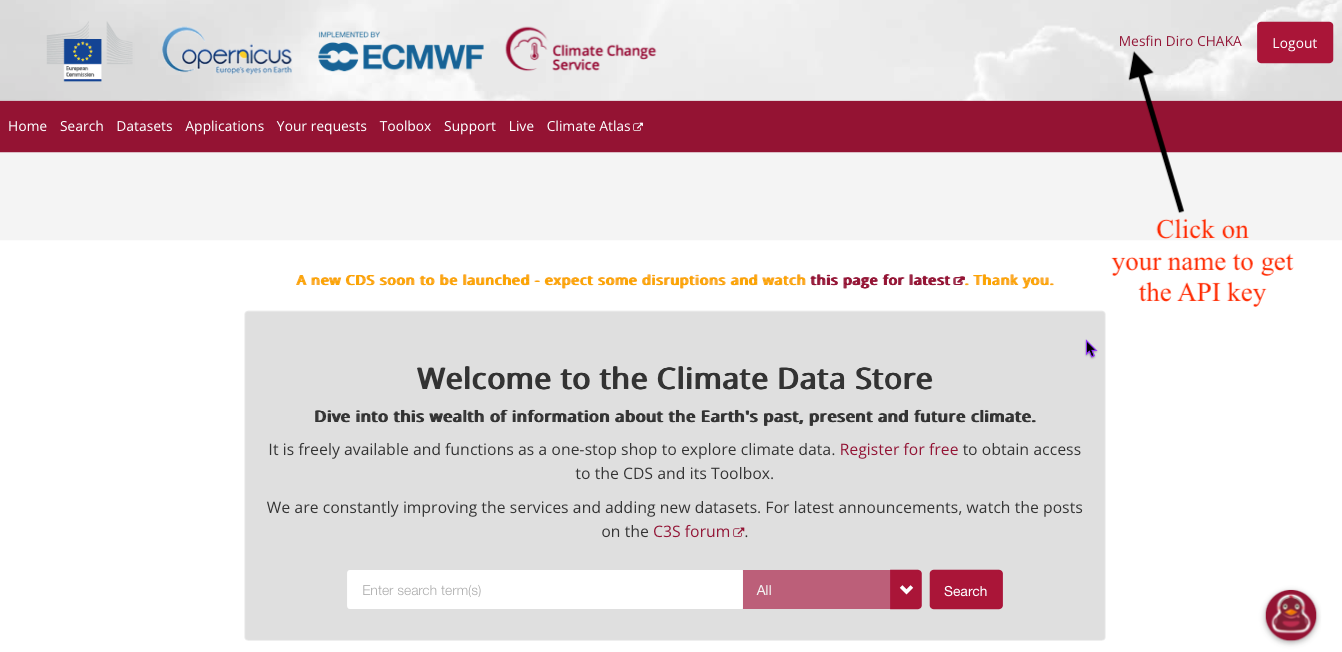 European
Commission
Copernicus
Europe's eyes on Earth
IMPLEMENTED BY
ECMWF
Climate Change
Service
Mesfin Diro CHAKA
Logout
Home Search Datasets Applications Your requests Toolbox Support Live Climate Atlas
Click on
your name to get
the API key
A new CDS soon to be launched - expect some disruptions and watch this page for latest. Thank you.
Welcome to the Climate Data Store
Dive into this wealth of information about the Earth's past, present and future climate.
It is freely available and functions as a one-stop shop to explore climate data. Register for free to obtain access
to the CDS and its Toolbox.
We are constantly improving the services and adding new datasets. For latest announcements, watch the posts
on the C3S forum.
Enter search term(s)
All
Search